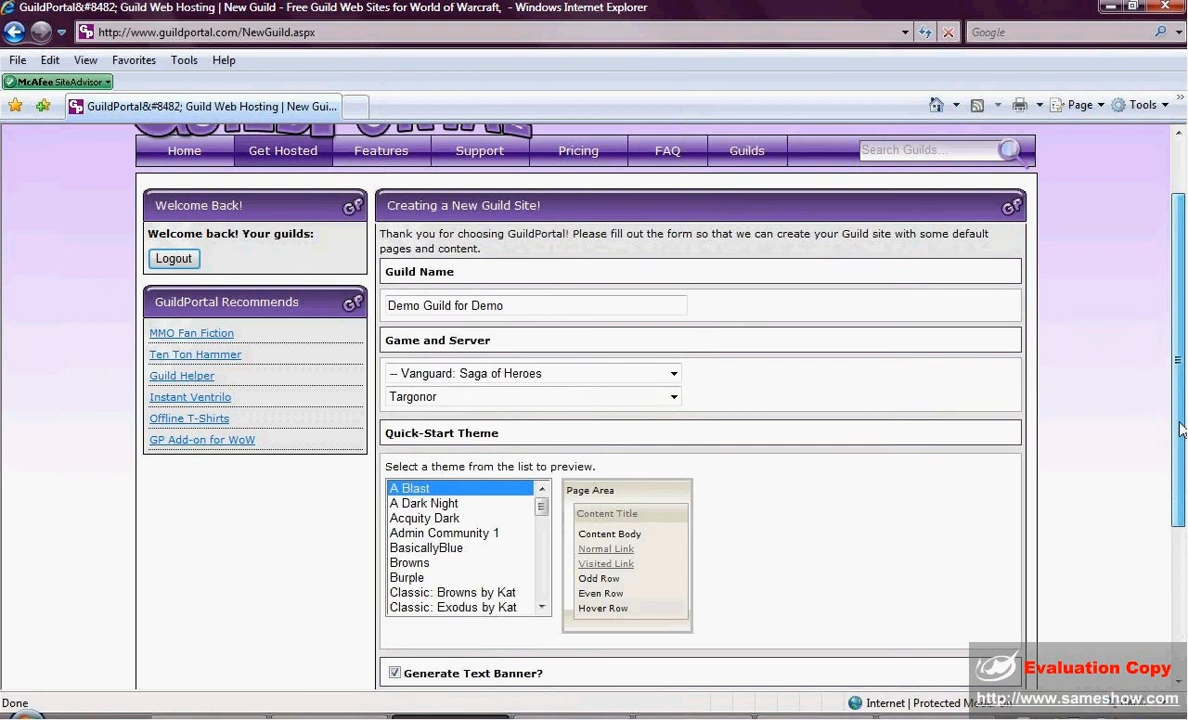 GuildPortal&#8482; Guild Web Hosting | New Guild - Free Guild Web Sites for World of Warcraft, - Windows Internet Explorer
http://www.guildportal.com/NewGuild.aspx
Google
File Edit View Favorites Tools Help
McAfee SiteAdvisor
GuildPortal&#8482; Guild Web Hosting | New Gui...
Page Tools
Home Get Hosted Features Support Pricing FAQ Guilds Search Guilds...
Welcome Back!
Welcome back! Your guilds:
Logout
GuildPortal Recommends
MMO Fan Fiction
Ten Ton Hammer
Guild Helper
Instant Ventrilo
Offline T-Shirts
GP Add-on for WoW
Creating a New Guild Site!
Thank you for choosing GuildPortal! Please fill out the form so that we can create your Guild site with some default
pages and content.
Guild Name
Demo Guild for Demo
Game and Server
-- Vanguard: Saga of Heroes
Targonor
Quick-Start Theme
Select a theme from the list to preview.
A Blast
A Dark Night
Acquity Dark
Admin Community 1
BasicallyBlue
Browns
Burple
Classic: Browns by Kat
Classic: Exodus by Kat
Page Area
Content Title
Content Body
Normal Link
Visited Link
Odd Row
Even Row
Hover Row
Generate Text Banner?
Evaluation Copy
http://www.sameshow.com
Done
Internet | Protected